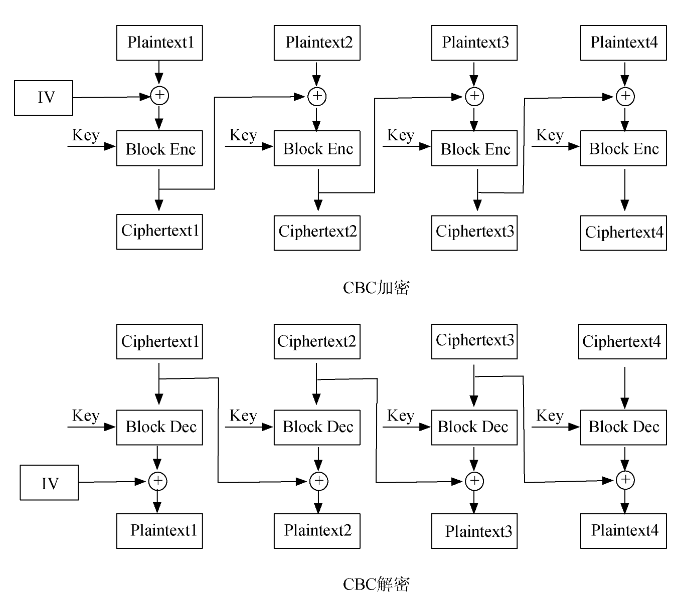 Plaintext1 Plaintext2 Plaintext3 Plaintext4
IV
Key Block Enc Key Block Enc Key Block Enc Key Block Enc
Ciphertext1 Ciphertext2 Ciphertext3 Ciphertext4
CBC加密
Ciphertext1 Ciphertext2 Ciphertext3 Ciphertext4
Key Block Dec Key Block Dec Key Block Dec Key Block Dec
IV
Plaintext1 Plaintext2 Plaintext3 Plaintext4
CBC解密